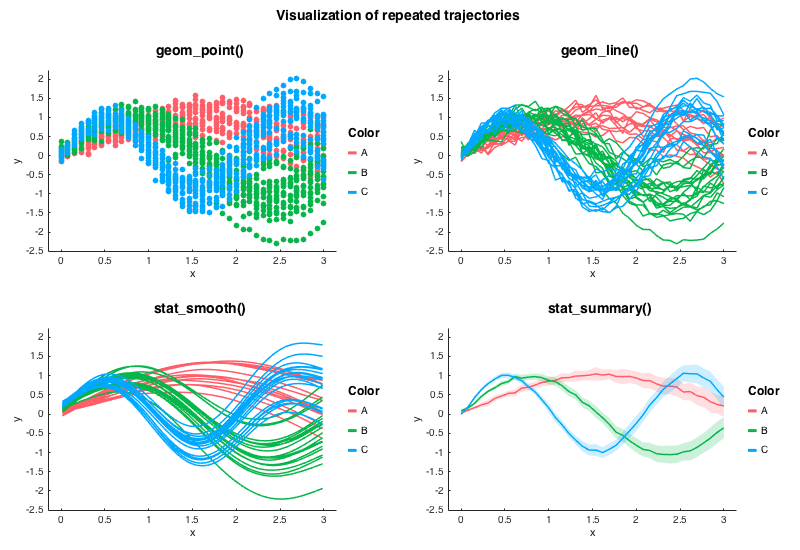 Visualization of repeated trajectories
geom_point()
2
1.5
1
0.5
0
-0.5
-1
-1.5
-2
-2.5
y
0 0.5 1 1.5 2 2.5 3
x
Color
A
B
C
geom_line()
2
1.5
1
0.5
0
-0.5
-1
-1.5
-2
-2.5
y
0 0.5 1 1.5 2 2.5 3
x
Color
A
B
C
stat_smooth()
2
1.5
1
0.5
0
-0.5
-1
-1.5
-2
-2.5
y
0 0.5 1 1.5 2 2.5 3
x
Color
A
B
C
stat_summary()
2
1.5
1
0.5
0
-0.5
-1
-1.5
-2
-2.5
y
0 0.5 1 1.5 2 2.5 3
x
Color
A
B
C